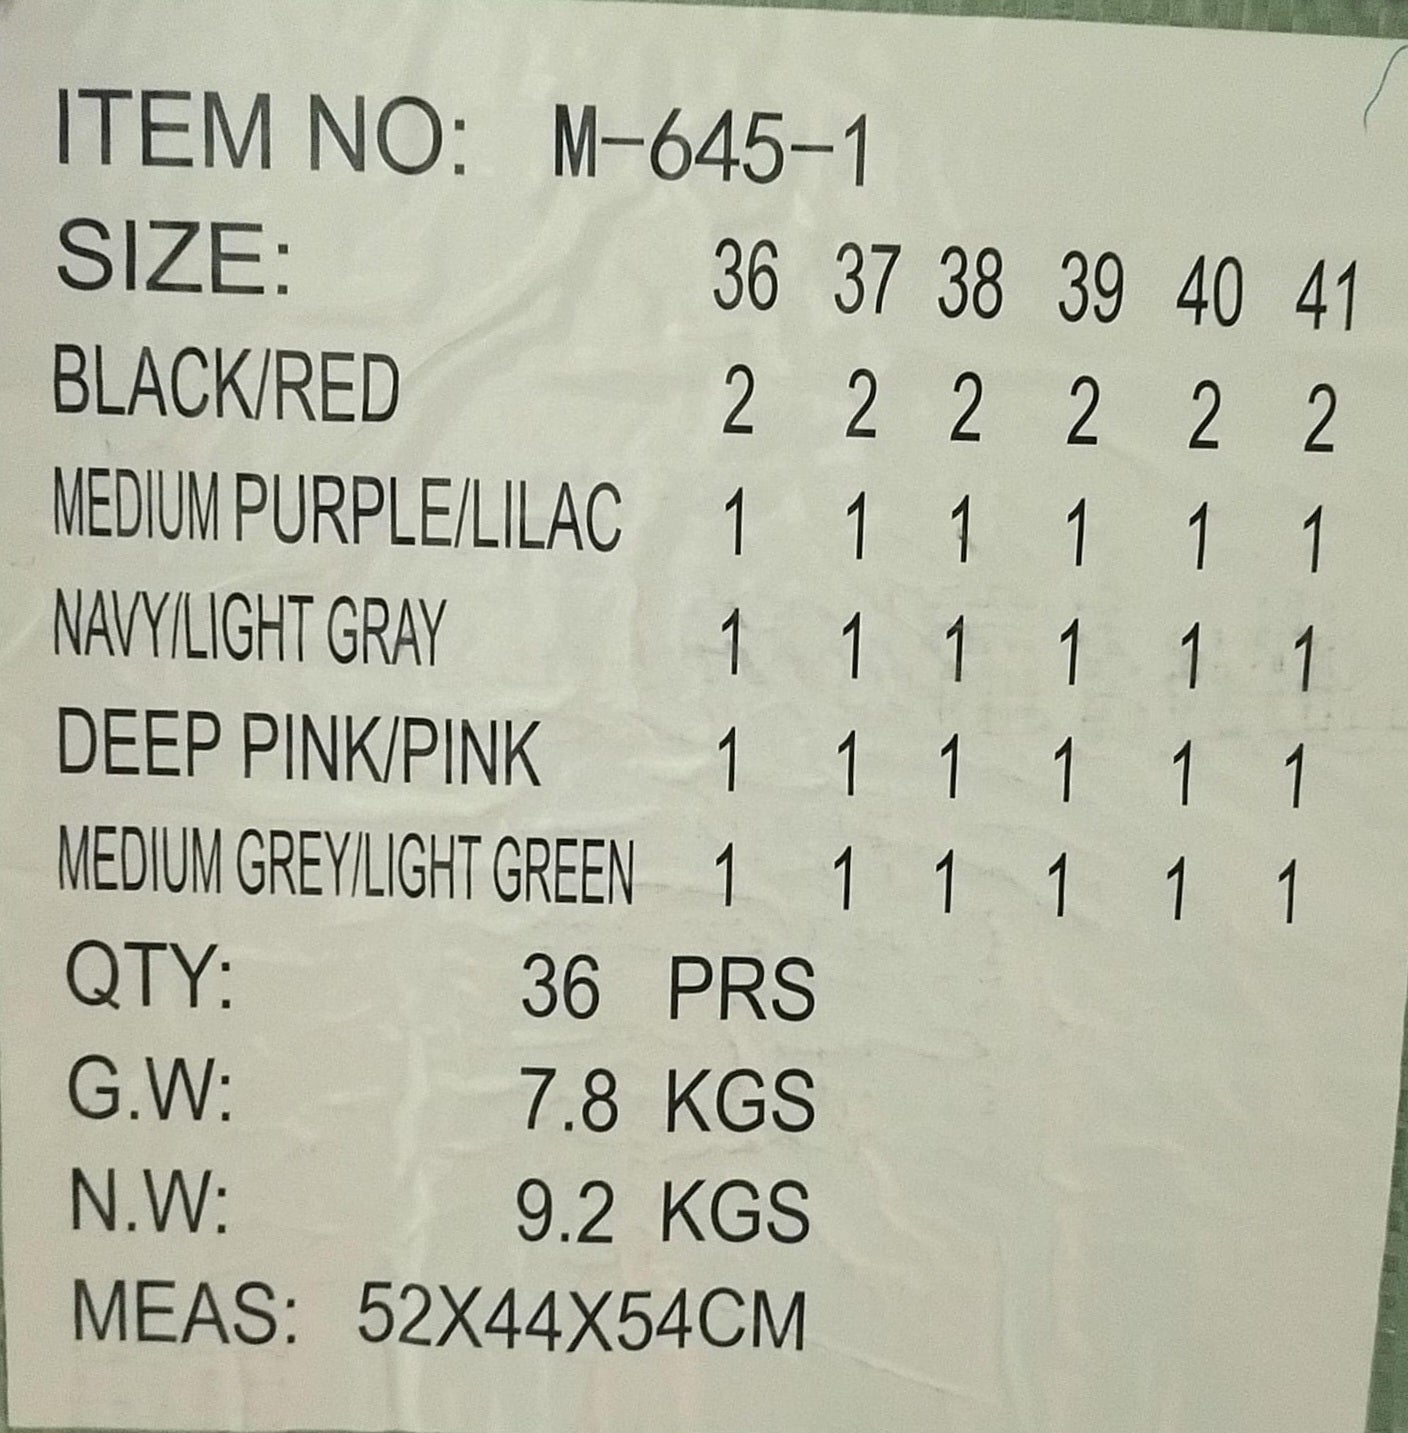 ITEM NO: M-645-1
SIZE: 36 37 38 39 40 41
BLACK/RED 2 2 2 2 2 2
MEDIUM PURPLE/LILAC 1 1 1 1 1 1
NAVY/LIGHT GRAY 1 1 1 1 1 1
DEEP PINK/PINK 1 1 1 1 1 1
MEDIUM GREY/LIGHT GREEN 1 1 1 1 1 1
QTY: 36 PRS
G.W: 7.8 KGS
N.W: 9.2 KGS
MEAS: 52X44X54CM